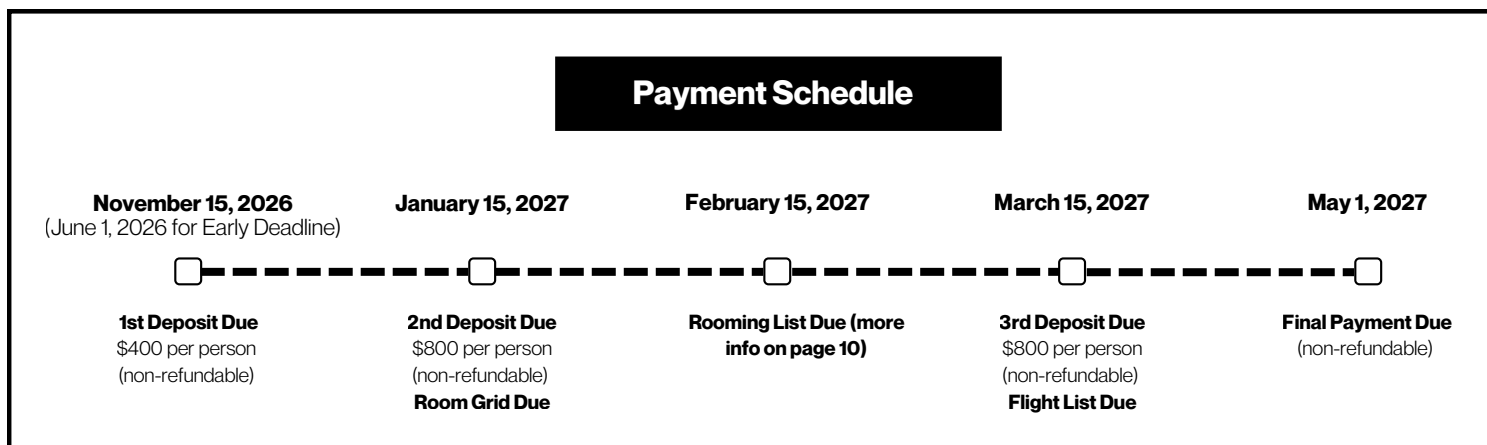 Payment Schedule
November 15, 2026
(June 1, 2026 for Early Deadline)
1st Deposit Due
$400 per person
(non-refundable)
January 15, 2027
2nd Deposit Due
$800 per person
(non-refundable)
Room Grid Due
February 15, 2027
Rooming List Due (more
info on page 10)
March 15, 2027
3rd Deposit Due
$800 per person
(non-refundable)
Flight List Due
May 1, 2027
Final Payment Due
(non-refundable)